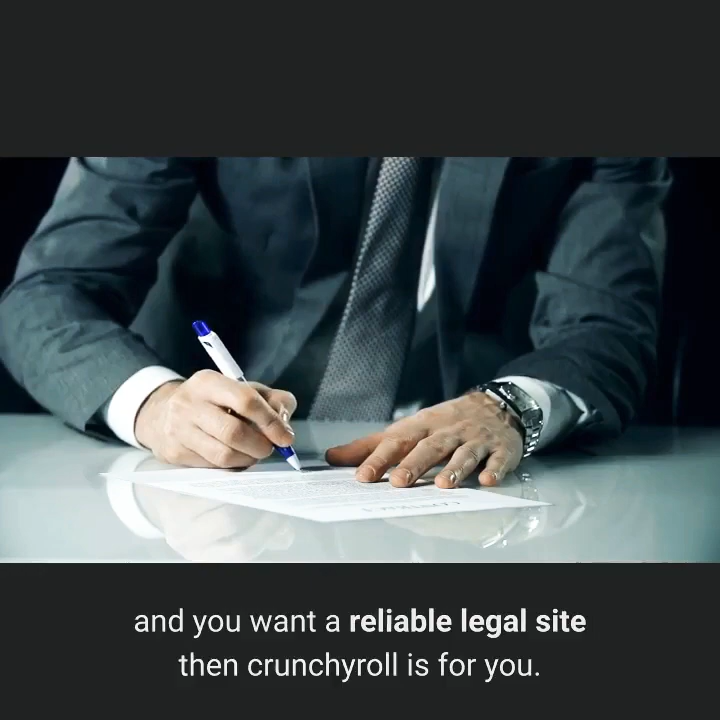 and you want a reliable legal site
then crunchyroll is for you.